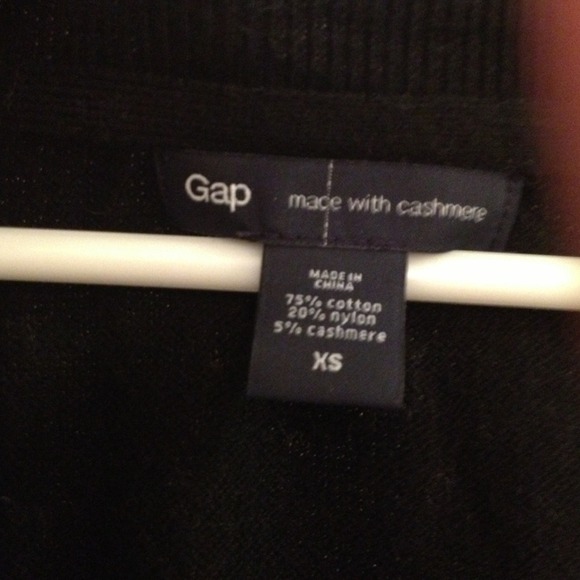 Gap made with cashmere
MADE IN
CHINA
75% cotton
20% nylon
5% cashmere
XS